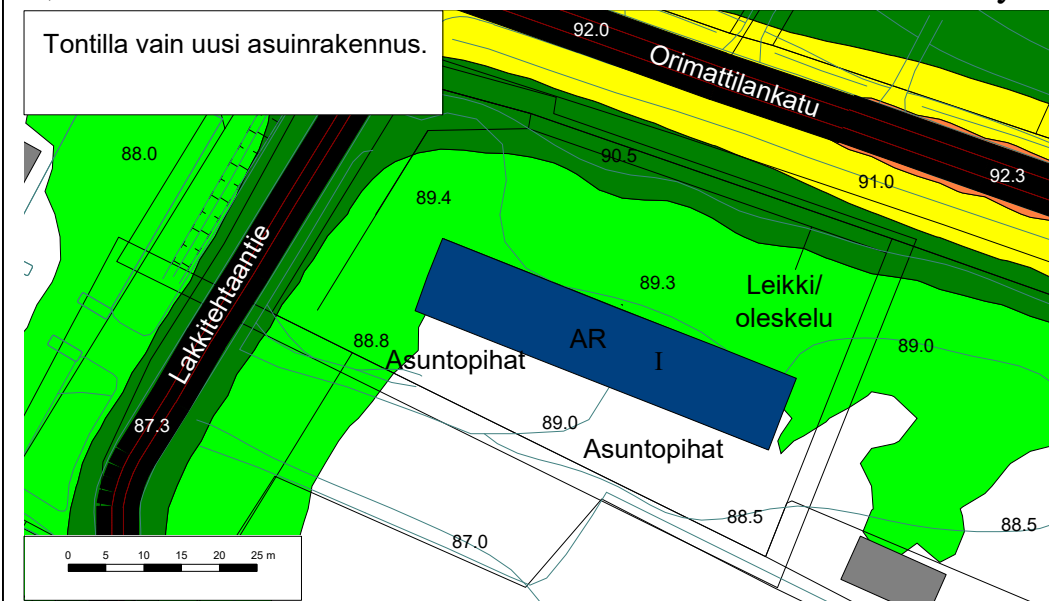 Tontilla vain uusi asuinrakennus.
92.0
Orimattilankatu
88.0
90.5
91.0
92.3
89.4
Lakkitehtaantie
89.3
Leikki/
oleskelu
88.8
AR
I
89.0
Asuntopihat
87.3
89.0
Asuntopihat
88.5
88.5
87.0
0 5 10 15 20 25 m